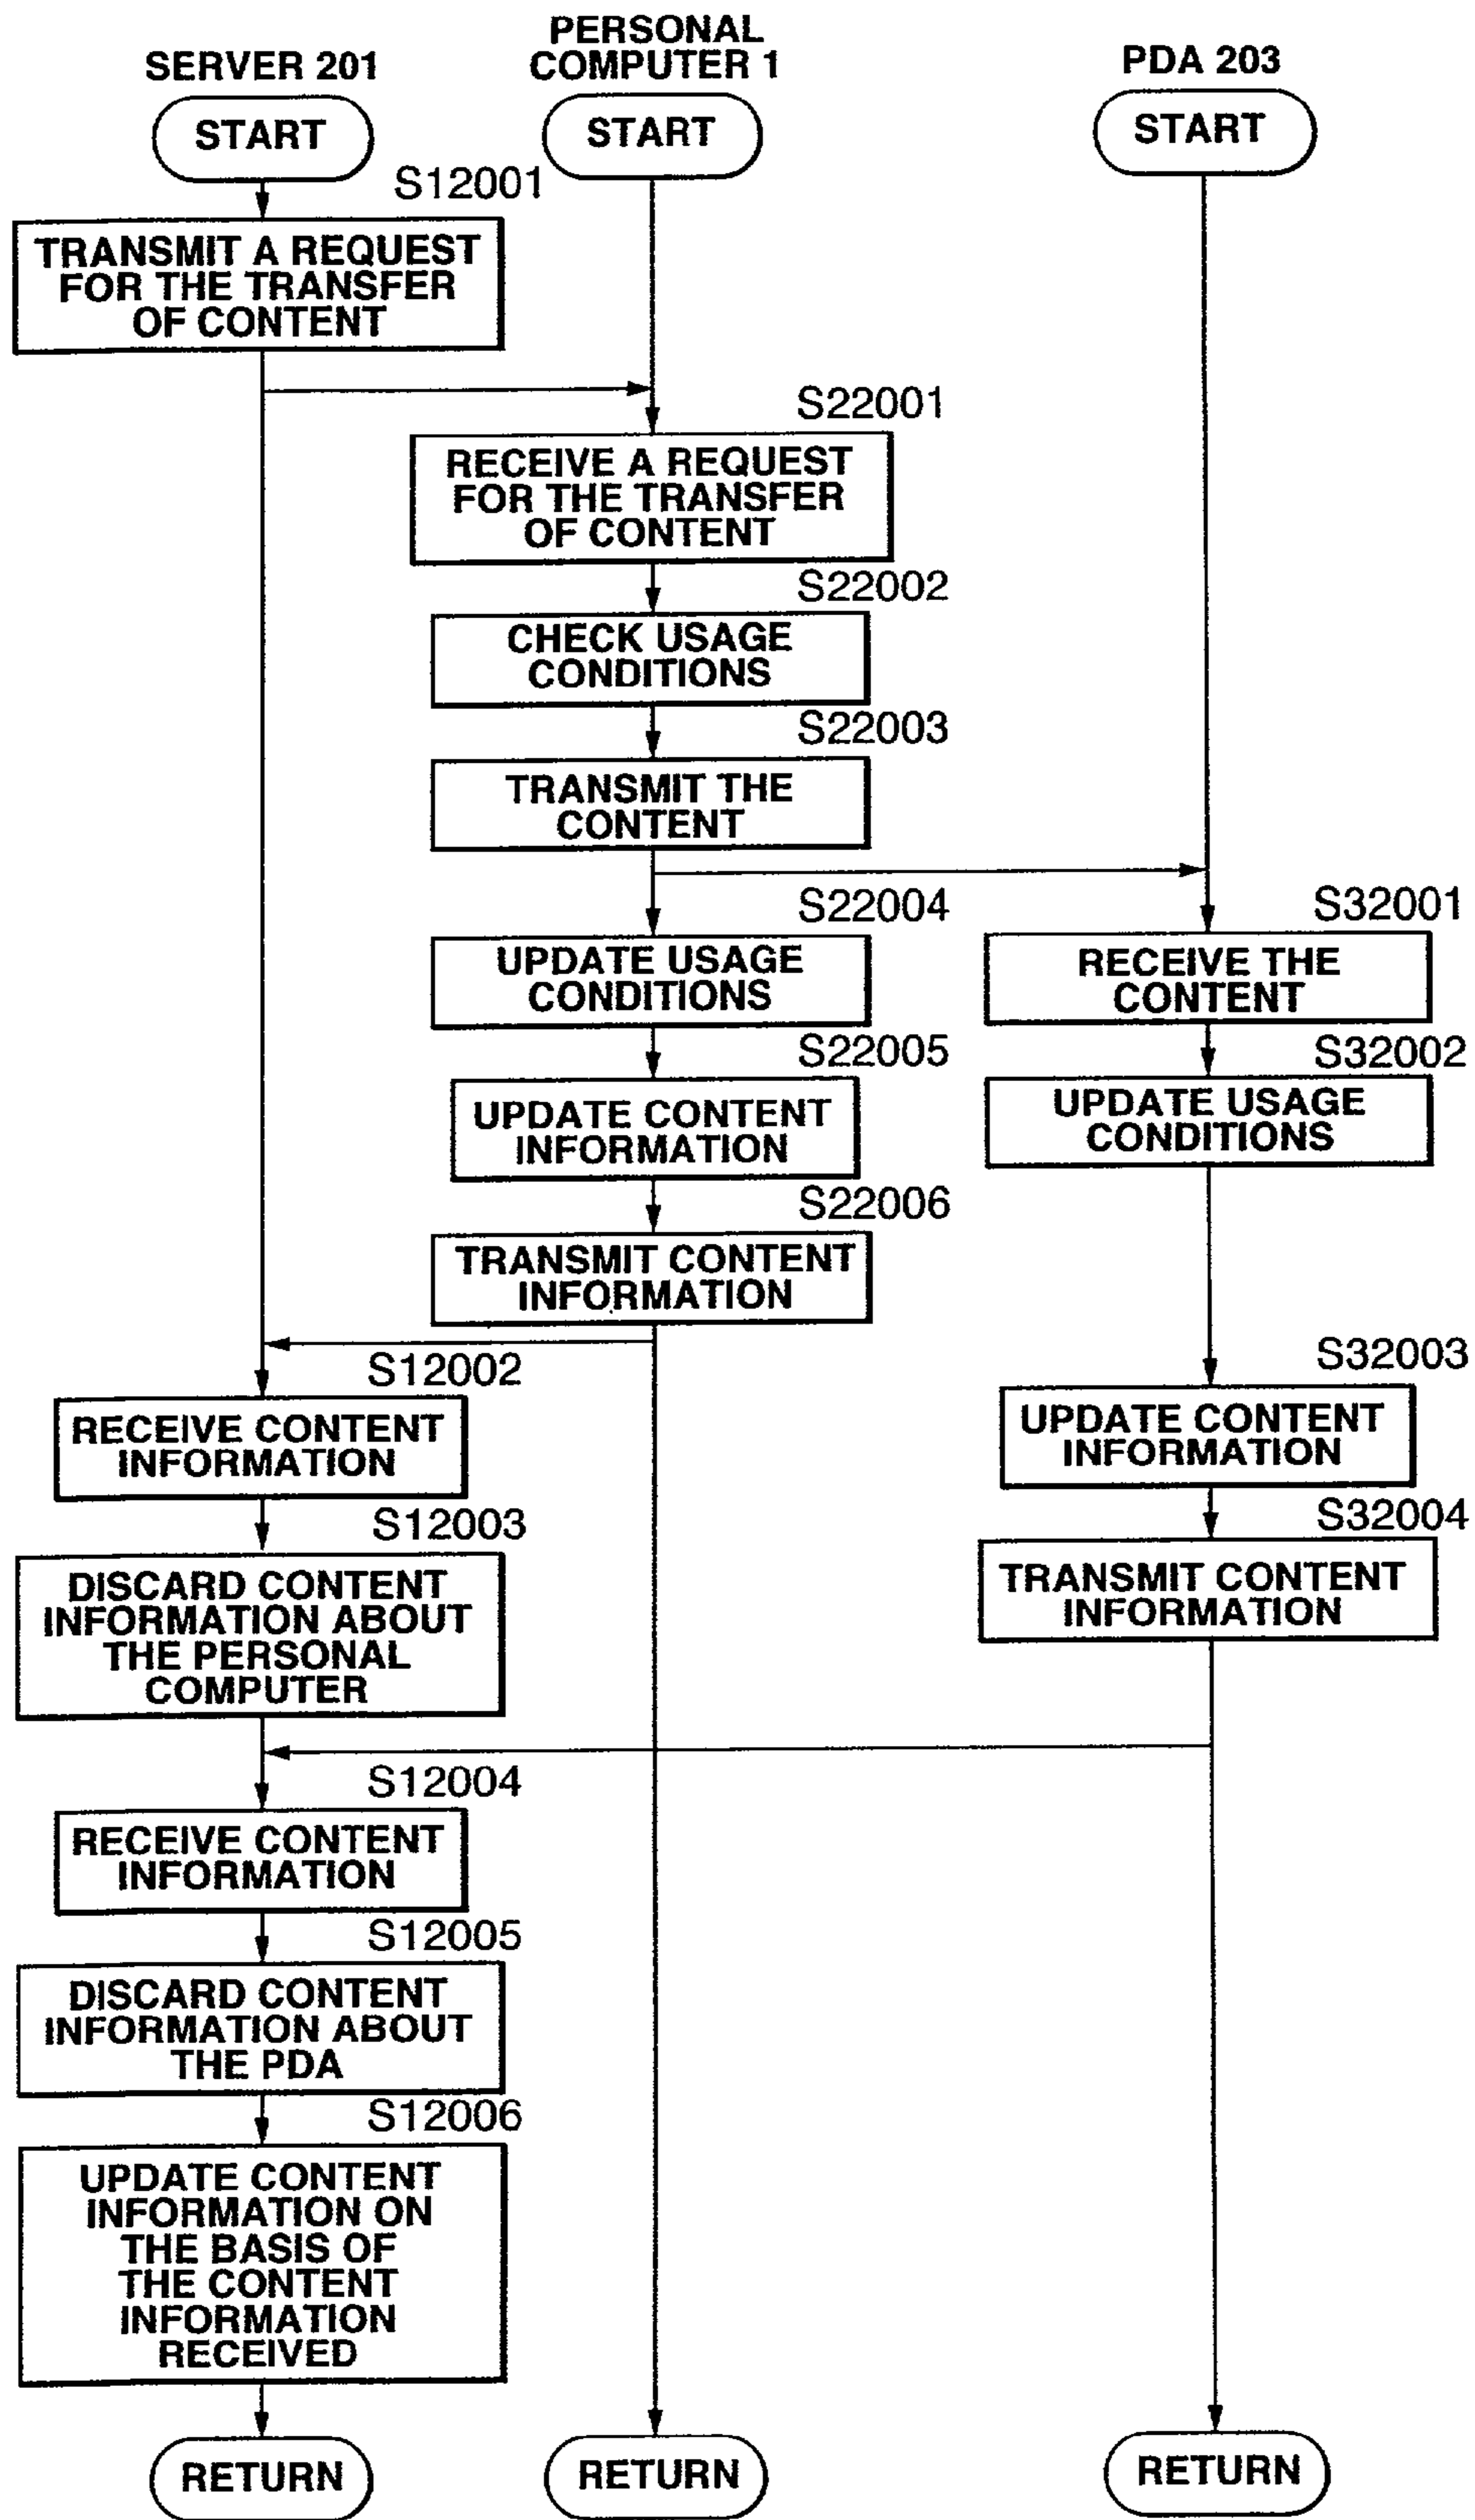 SERVER 201
PERSONAL
COMPUTER 1
PDA 203
START
START
START
S12001
TRANSMIT A REQUEST
FOR THE TRANSFER
OF CONTENT
S22001
RECEIVE A REQUEST
FOR THE TRANSFER
OF CONTENT
S22002
CHECK USAGE
CONDITIONS
S22003
TRANSMIT THE
CONTENT
S22004
UPDATE USAGE
CONDITIONS
S32001
RECEIVE THE
CONTENT
S22005
UPDATE CONTENT
INFORMATION
S32002
UPDATE USAGE
CONDITIONS
S22006
TRANSMIT CONTENT
INFORMATION
S12002
RECEIVE CONTENT
INFORMATION
S32003
UPDATE CONTENT
INFORMATION
S12003
DISCARD CONTENT
INFORMATION ABOUT
THE PERSONAL
COMPUTER
S32004
TRANSMIT CONTENT
INFORMATION
S12004
RECEIVE CONTENT
INFORMATION
S12005
DISCARD CONTENT
INFORMATION ABOUT
THE PDA
S12006
UPDATE CONTENT
INFORMATION ON
THE BASIS OF
THE CONTENT
INFORMATION
RECEIVED
RETURN
RETURN
RETURN